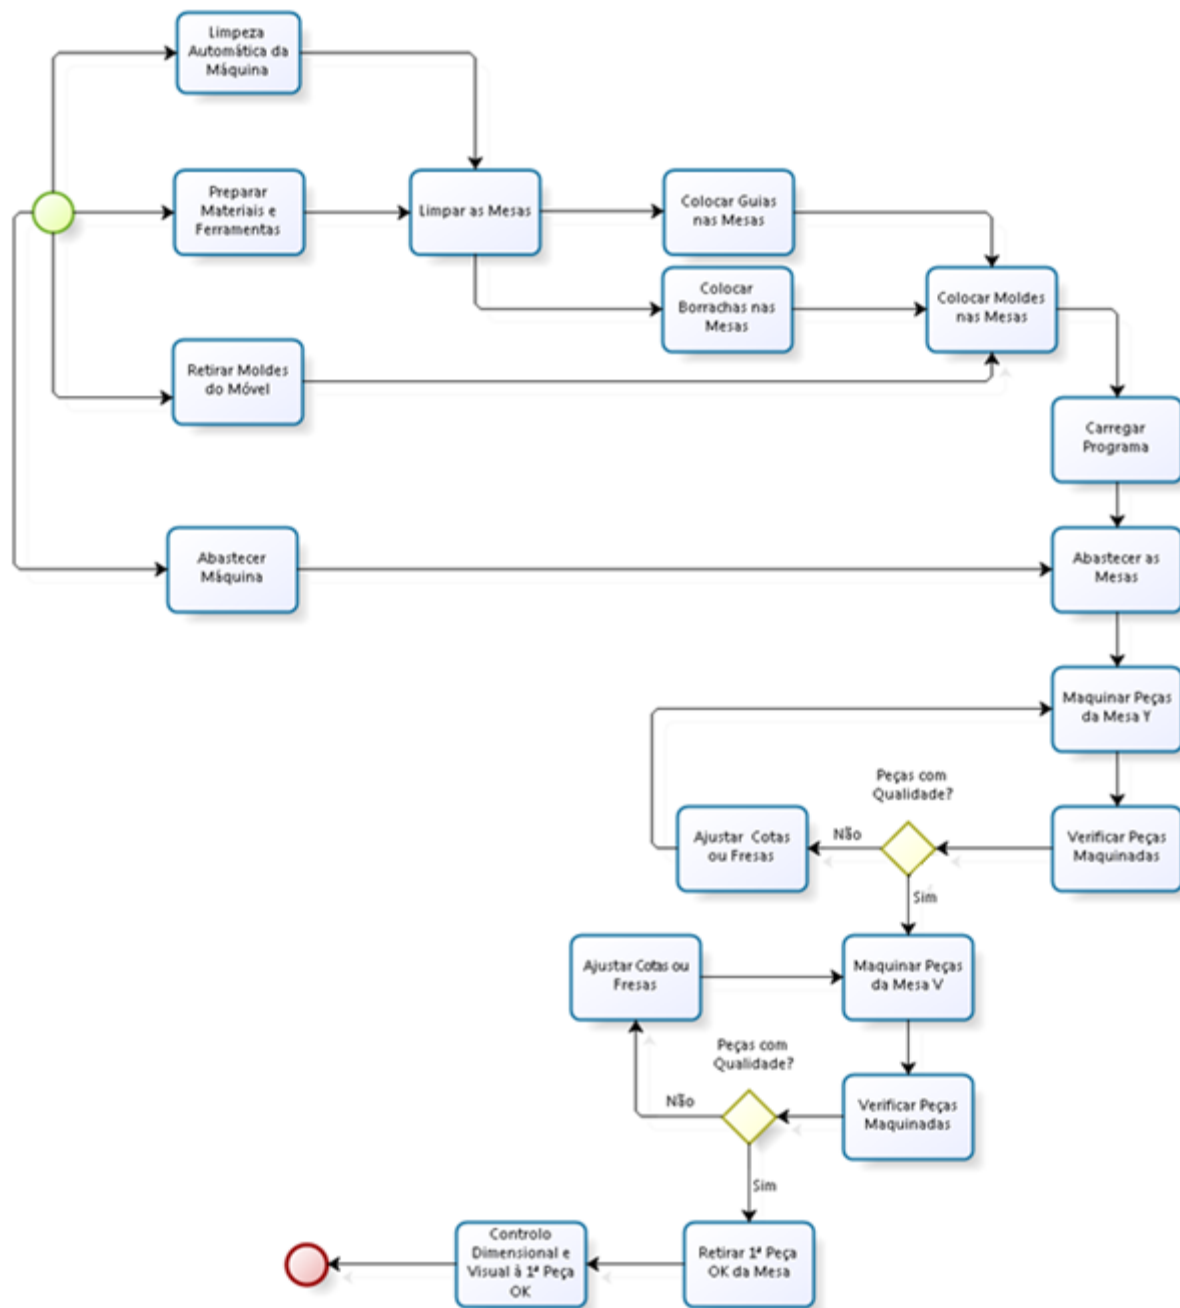 Limpeza
Automática da
Máquina
Preparar
Materiais e
Ferramentas
Limpar as Mesas
Colocar Guias
nas Mesas
Colocar
Borrachas nas
Mesas
Colocar Moldes
nas Mesas
Retirar Moldes
do Móvel
Carregar
Programa
Abastecer
Máquina
Abastecer as
Mesas
Maquinar Peças
da Mesa Y
Peças com
Qualidade?
Ajustar Cotas
ou Fresas
Não
Verificar Peças
Maquinadas
Sim
Ajustar Cotas ou
Fresas
Maquinar Peças
da Mesa V
Peças com
Qualidade?
Não
Verificar Peças
Maquinadas
Sim
Controlo
Dimensional e
Visual à 1ª Peça
OK
Retirar 1ª Peça
OK da Mesa